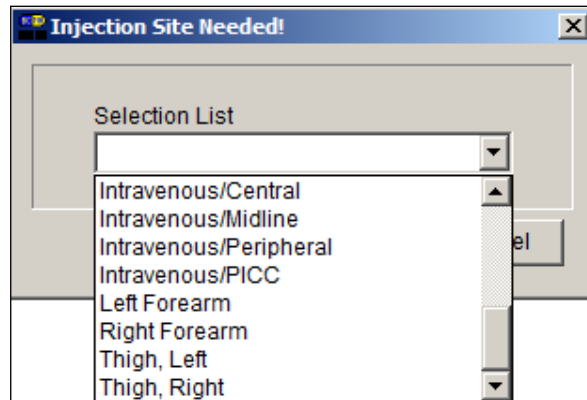 Injection Site Needed!
Selection List
Intravenous/Central
Intravenous/Midline
Intravenous/Peripheral
el
Intravenous/PICC
Left Forearm
Right Forearm
Thigh, Left
Thigh, Right